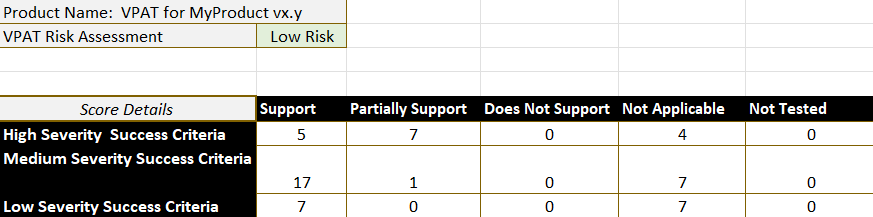 Product Name:  VPAT for MyProduct vx.y
VPAT Risk Assessment Low Risk
Score Details Support Partially Support Does Not Support Not Applicable Not Tested
High Severity  Success Criteria 5 7 0 4 0
Medium Severity Success Criteria
17 1 0 7 0
Low Severity Success Criteria 7 0 0 7 0